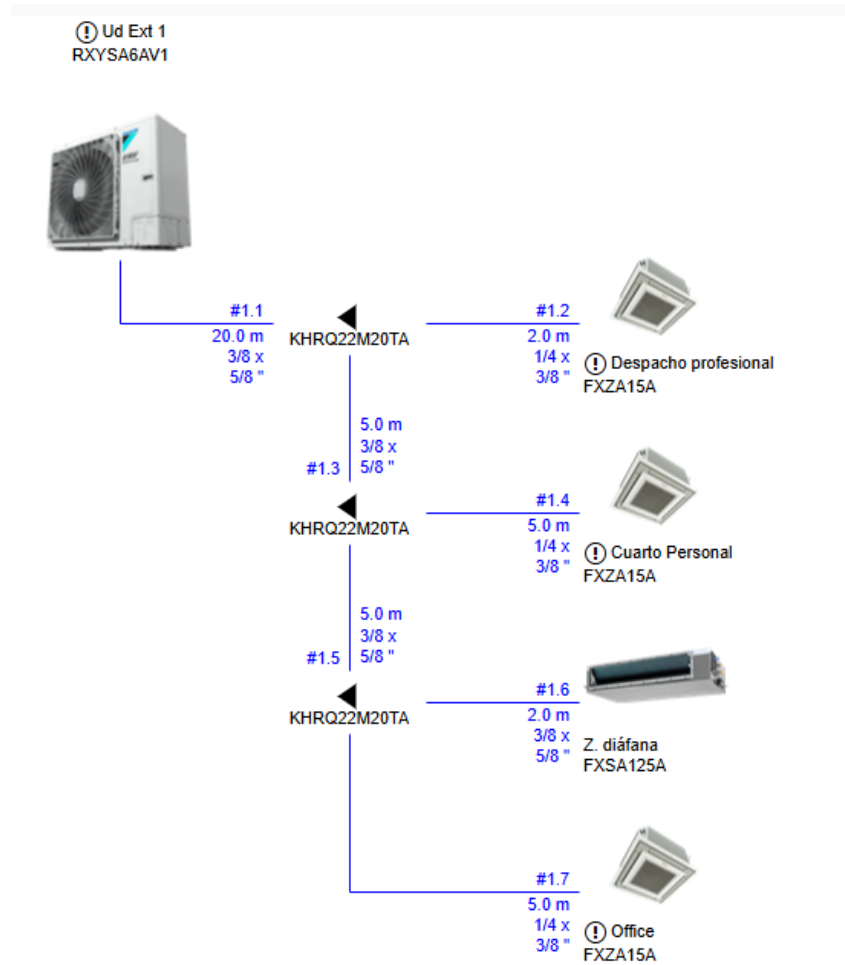 ! Ud Ext 1
RXYSA6AV1
#1.1
20.0 m
3/8 x
5/8 "
KHRQ22M20TA
#1.2
2.0 m
1/4 x
3/8 "
! Despacho profesional
FXZA15A
#1.3
5.0 m
3/8 x
5/8 "
KHRQ22M20TA
#1.4
5.0 m
1/4 x
3/8 "
! Cuarto Personal
FXZA15A
#1.5
5.0 m
3/8 x
5/8 "
KHRQ22M20TA
#1.6
2.0 m
3/8 x
5/8 "
Z. diáfana
FXSA125A
#1.7
5.0 m
1/4 x
3/8 "
! Office
FXZA15A